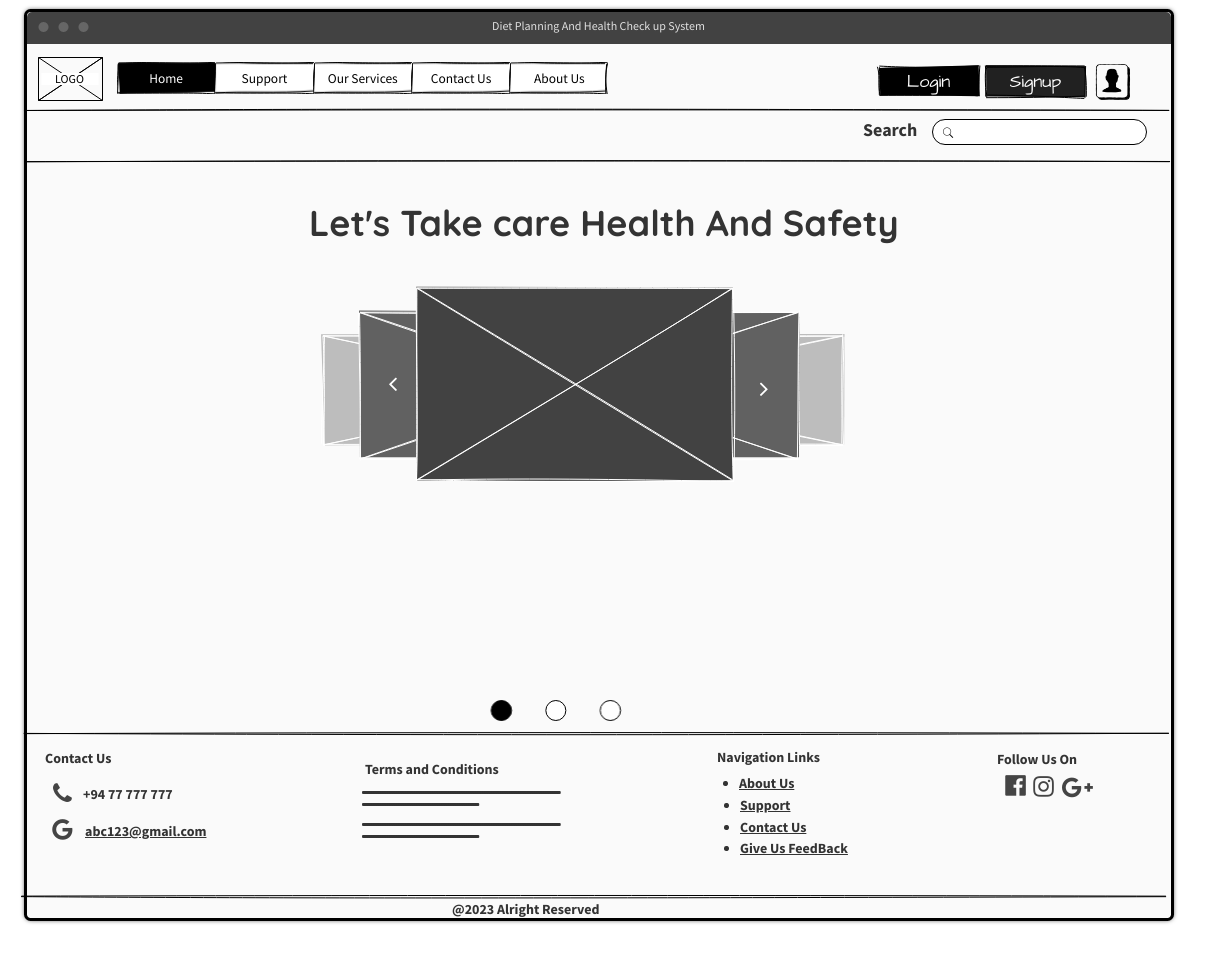 Diet Planning And Health Check up System
LOGO
Home
Support
Our Services
Contact Us
About Us
Login
Signup
Search
Let's Take care Health And Safety
Contact Us
+94 77 777 777
abc123@gmail.com
Terms and Conditions
Navigation Links
About Us
Support
Contact Us
Give Us FeedBack
Follow Us On
@2023 Alright Reserved